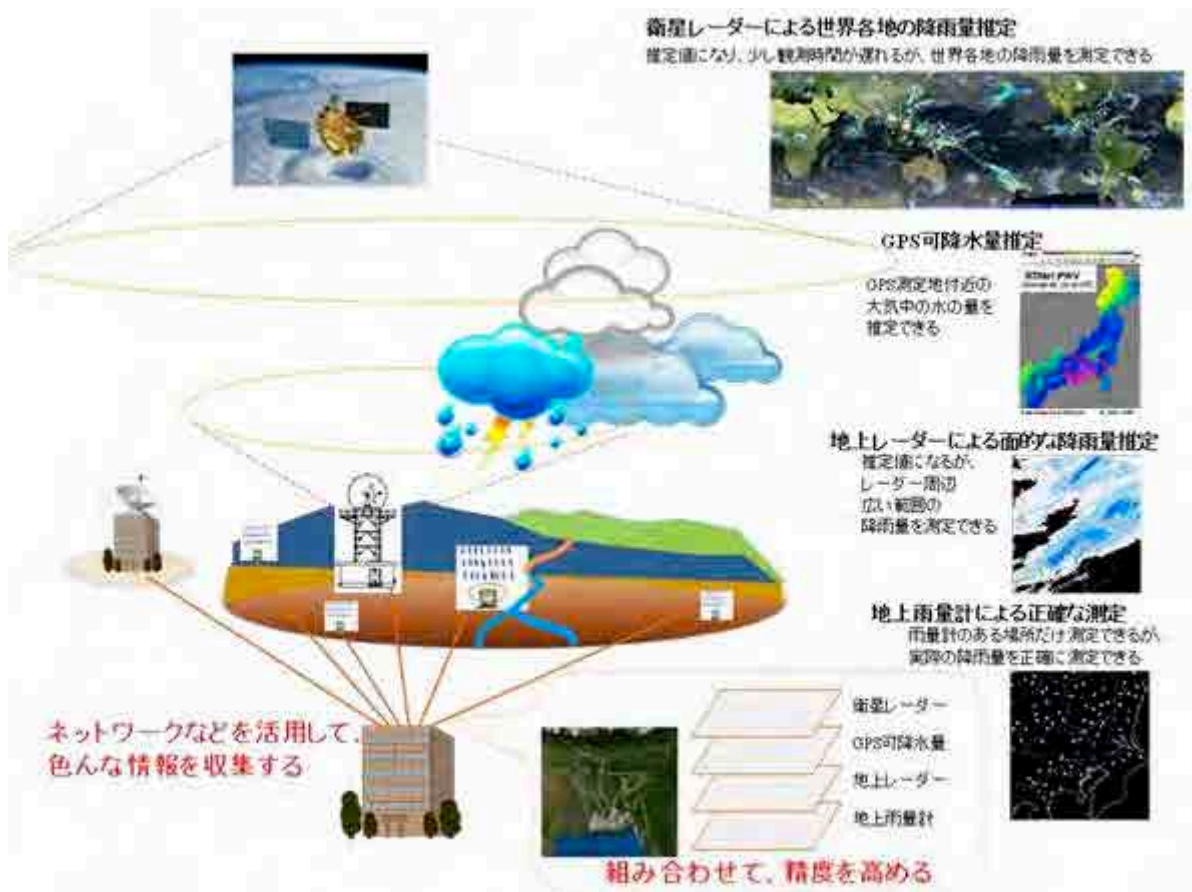 衛星レーダーによる世界各地の降雨量推定
推定値になり、少し観測時間が遅れるが、世界各地の降雨量を測定できる
GPS可降水量推定
GPS測定地付近の
大気中の水の量を
推定できる
地上レーダーによる面的な降雨量推定
推定値になるが、
レーダー周辺
広い範囲の
降雨量を測定できる
地上雨量計による正確な測定
雨量計のある場所だけ測定できるが、
実際の降雨量を正確に測定できる
ネットワークなどを活用して、
色んな情報を収集する
衛星レーダー
GPS可降水量
地上レーダー
地上雨量計
組み合わせて、精度を高める